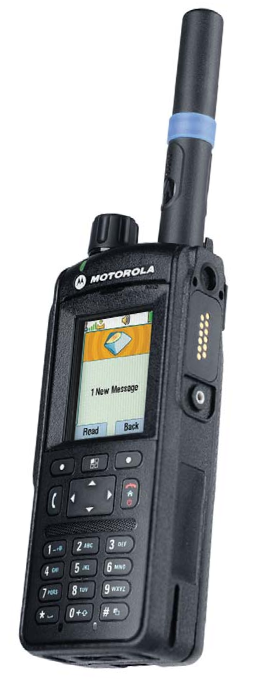 MOTOROLA
1 New Message
Read Back
1
2 ABC 3 DEF
4 GHI 5 JKL 6 MNO
7 PQRS 8 TUV 9 WXYZ
* 0 + #